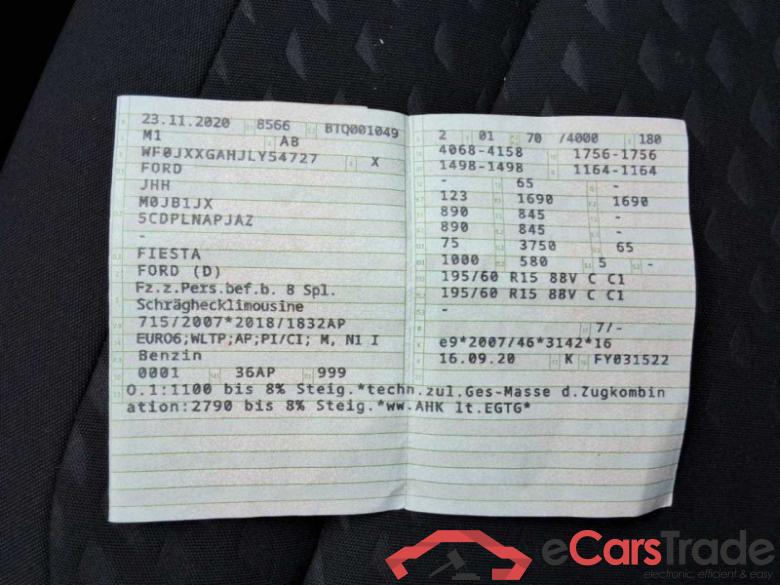 23.11.2020 8566 BTQ001049
M1 AB
WF0JXXGAHJLY54727 X
FORD
JHH
M0JB1JX
5CDPLNAPJAZ
-
FIESTA
FORD (D)
Fz.z.Pers.bef.b. 8 Spl.
Schräghecklimousine
715/2007*2018/1832AP
EURO6;WLTP;AP;PI/CI; M, N1 I
Benzin
0001 36AP 999
2 01 70 /4000 180
4068-4158 1756-1756
1498-1498 1164-1164
- 65 -
123 1690 1690
890 845 -
890 845 -
75 3750 65
1000 580 5 -
195/60 R15 88V C C1
195/60 R15 88V C C1
-
7/-
e9*2007/46*3142*16
16.09.20 K FY031522
O.1:1100 bis 8% Steig.*techn.zul.Ges-Masse d.Zugkombin
ation:2790 bis 8% Steig.*ww.AHK lt.EGTG*
eCarsTrade
electronic, efficient & easy